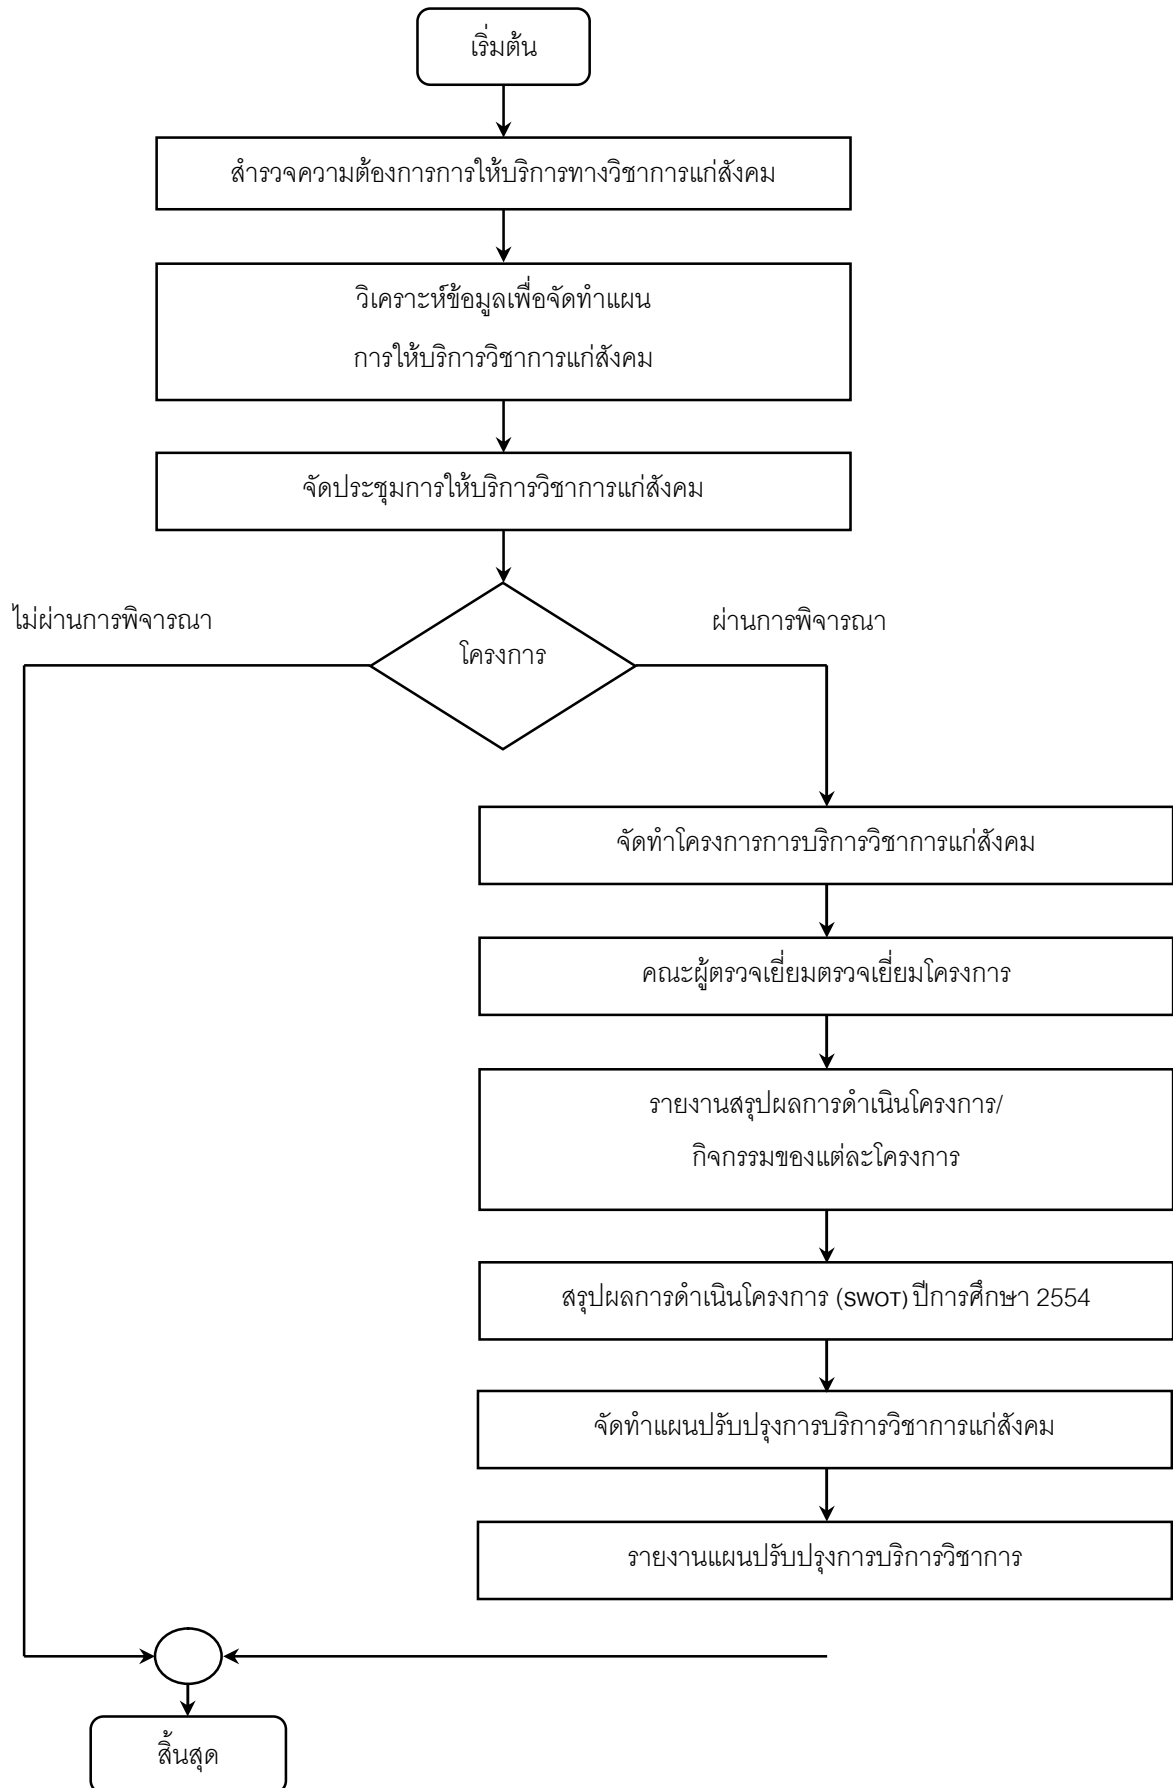 เริ่มต้น
สำรวจความต้องการการให้บริการทางวิชาการแก่สังคม
วิเคราะห์ข้อมูลเพื่อจัดทำแผน
การให้บริการวิชาการแก่สังคม
จัดประชุมการให้บริการวิชาการแก่สังคม
ไม่ผ่านการพิจารณา
โครงการ
ผ่านการพิจารณา
จัดทำโครงการการบริการวิชาการแก่สังคม
คณะผู้ตรวจเยี่ยมตรวจเยี่ยมโครงการ
รายงานสรุปผลการดำเนินโครงการ/
กิจกรรมของแต่ละโครงการ
สรุปผลการดำเนินโครงการ (SWOT) ปีการศึกษา 2554
จัดทำแผนปรับปรุงการบริการวิชาการแก่สังคม
รายงานแผนปรับปรุงการบริการวิชาการ
สิ้นสุด